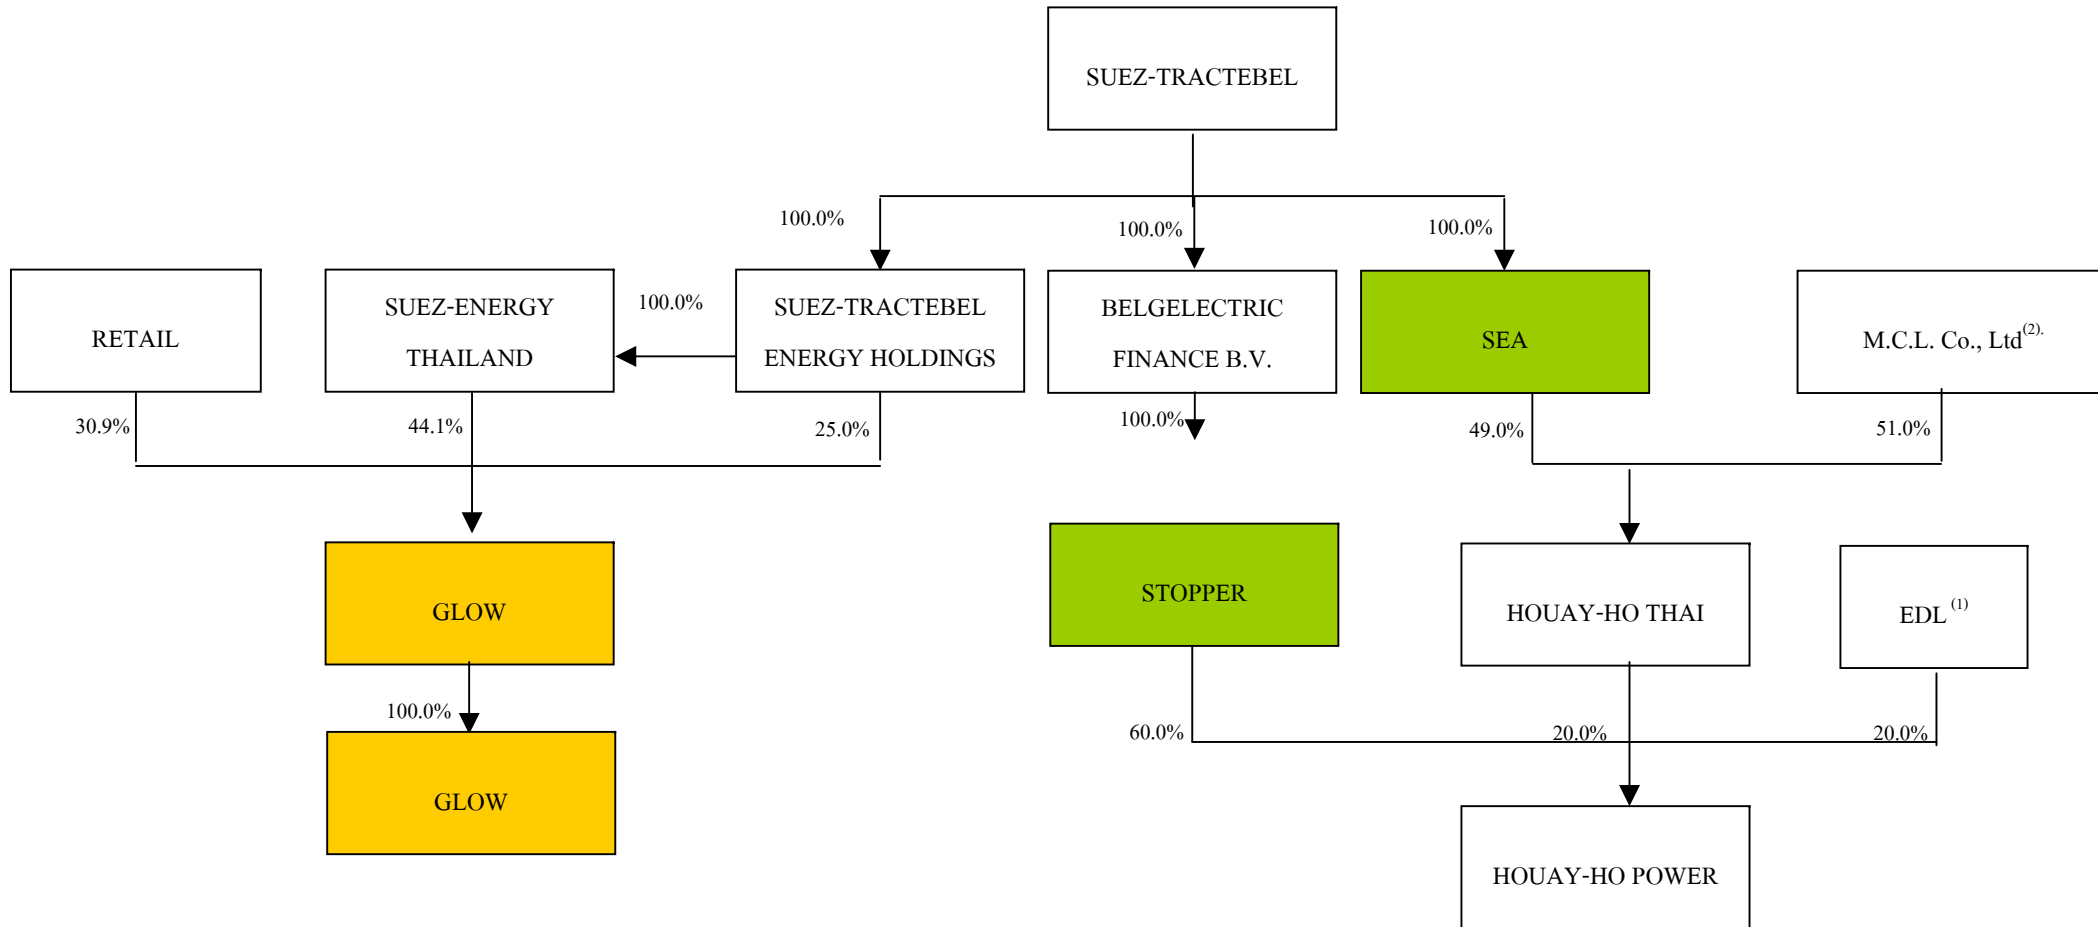 SUEZ-TRACTEBEL
100.0%
100.0%
100.0%
RETAIL
SUEZ-ENERGY
THAILAND
100.0%
SUEZ-TRACTEBEL
ENERGY HOLDINGS
BELGELECTRIC
FINANCE B.V.
SEA
M.C.L. Co., Ltd(2).
30.9%
44.1%
25.0%
100.0%
49.0%
51.0%
GLOW
STOPPER
HOUAY-HO THAI
EDL (1)
100.0%
60.0%
20.0%
20.0%
GLOW
HOUAY-HO POWER